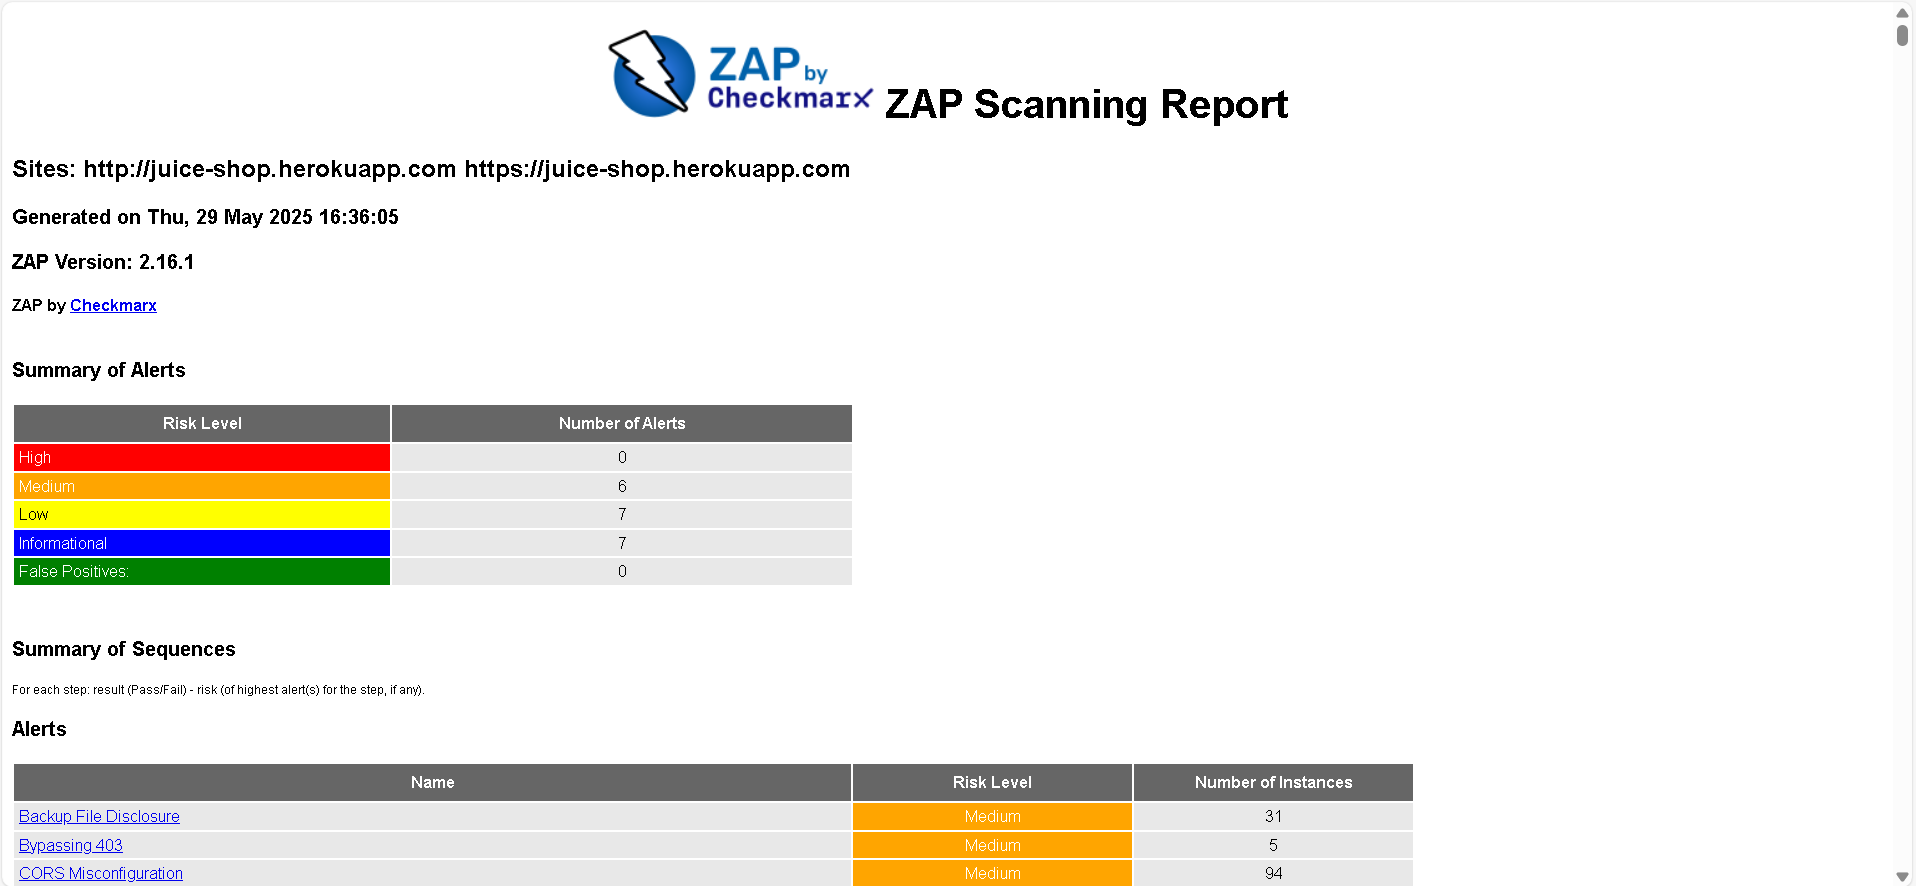 ZAP by
Checkmarx ZAP Scanning Report
Sites: http://juice-shop.herokuapp.com https://juice-shop.herokuapp.com
Generated on Thu, 29 May 2025 16:36:05
ZAP Version: 2.16.1
ZAP by Checkmarx
Summary of Alerts
Risk Level Number of Alerts
High 0
Medium 6
Low 7
Informational 7
False Positives: 0
Summary of Sequences
For each step: result (Pass/Fail) - risk (of highest alert(s) for the step, if any).
Alerts
Name Risk Level Number of Instances
Backup File Disclosure Medium 31
Bypassing 403 Medium 5
CORS Misconfiguration Medium 94